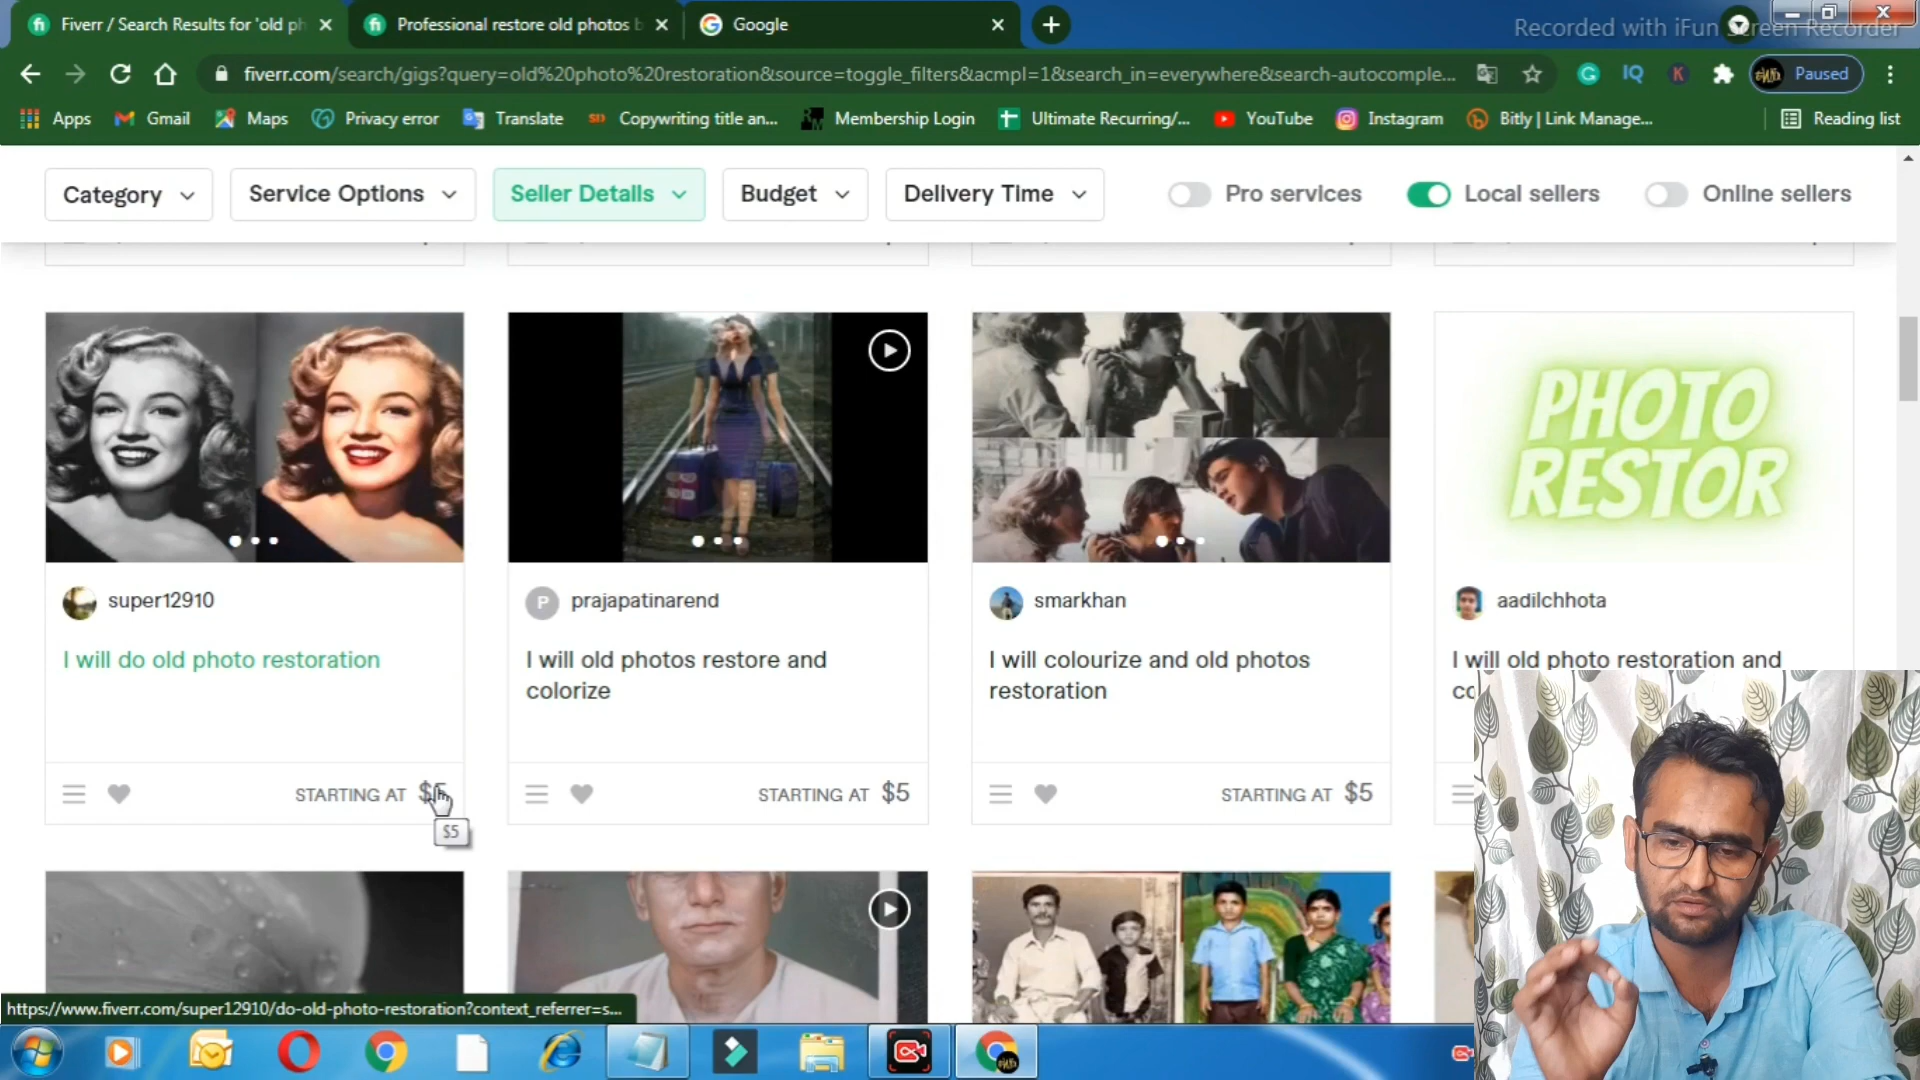 Fiverr / Search Results for 'old ph
Professional restore old photos b
Google
Recorded with iFun Screen Recorder
fiverr.com/search/gigs?query=old%20photo%20restoration&source=toggle_filters&acmpl=1&search_in=everywhere&search-autocomple...
Paused
Apps
Gmail
Maps
Privacy error
Translate
Copywriting title an...
Membership Login
Ultimate Recurring/...
YouTube
Instagram
Bitly | Link Manage...
Reading list
Category
Service Options
Seller Details
Budget
Delivery Time
Pro services
Local sellers
Online sellers
PHOTO
RESTOR
super12910
P
prajapatinarend
smarkhan
aadilchhota
I will do old photo restoration
I will old photos restore and
colorize
I will colourize and old photos
restoration
I will old photo restoration and
STARTING AT $5
STARTING AT $5
STARTING AT $5
$5
https://www.fiverr.com/super12910/do-old-photo-restoration?context_referrer=s...